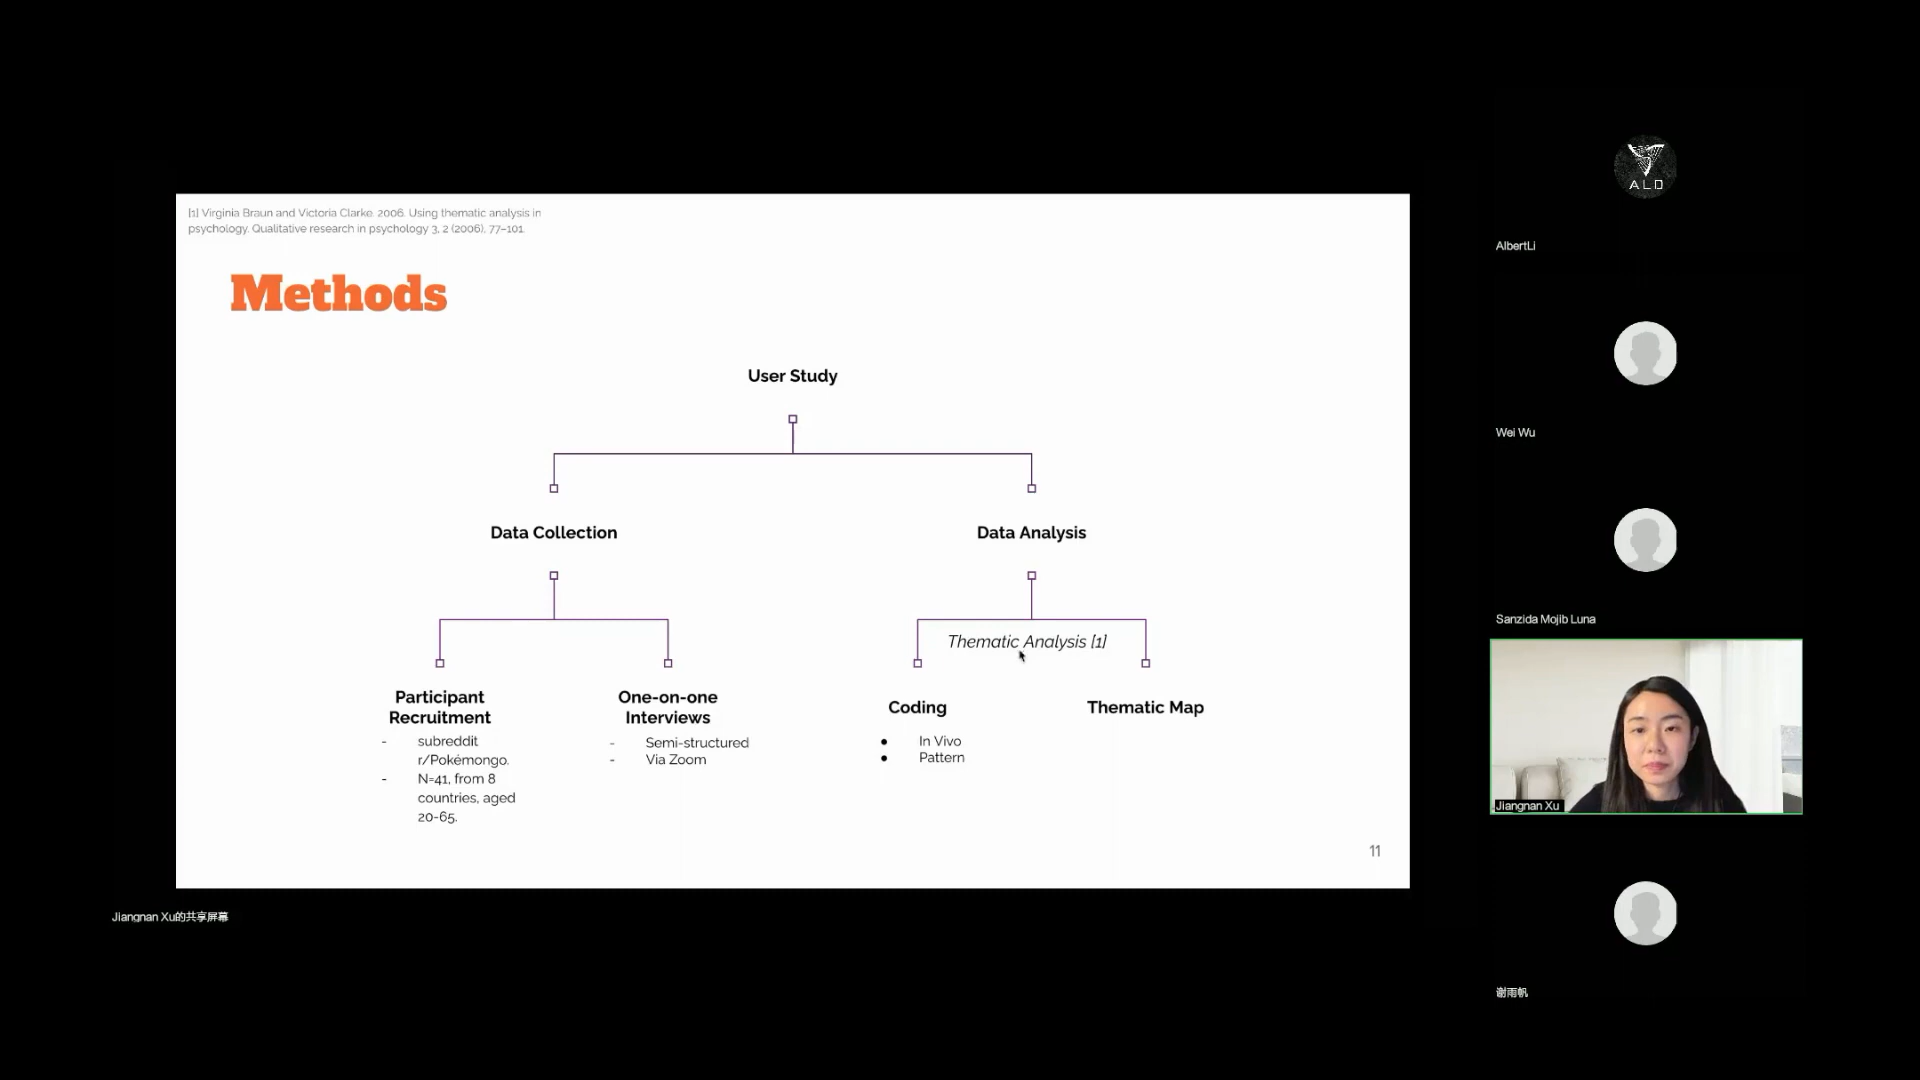 [1] Virginia Braun and Victoria Clarke. 2006. Using thematic analysis in
psychology. Qualitative research in psychology 3, 2 (2006), 77–101.
Methods
User Study
Data Collection
Data Analysis
Thematic Analysis [1]
Participant
Recruitment
- subreddit
r/Pokémongo.
- N=41, from 8
countries, aged
20-65.
One-on-one
Interviews
- Semi-structured
- Via Zoom
Coding
● In Vivo
● Pattern
Thematic Map
11
Jiangnan Xu的共享屏幕
ALD
AlbertLi
Wei Wu
Sanzida Mojib Luna
Jiangnan Xu
谢雨帆